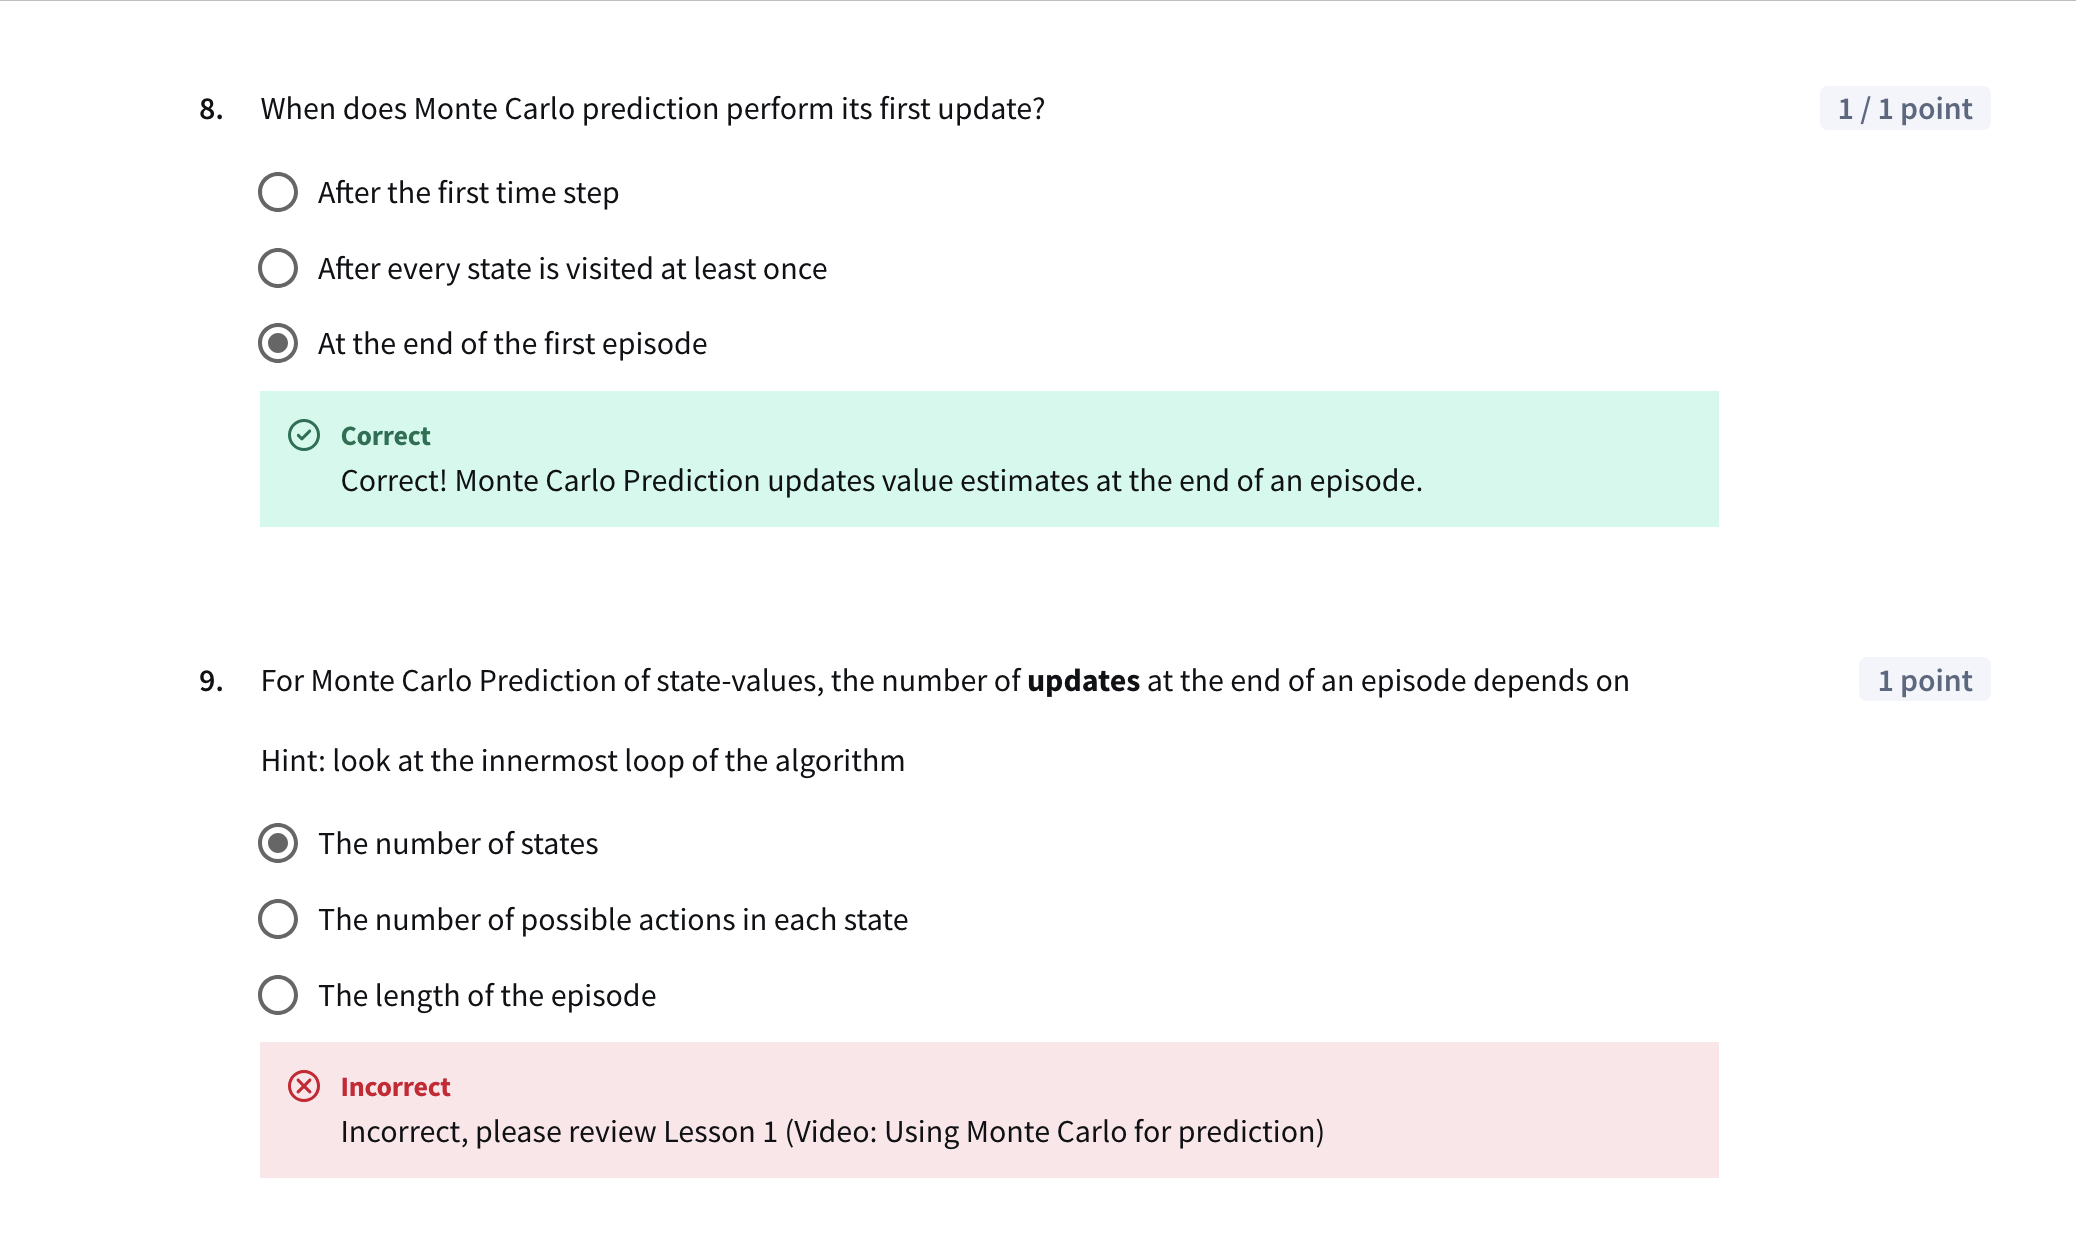 8. When does Monte Carlo prediction perform its first update? 1 / 1 point
After the first time step
After every state is visited at least once
At the end of the first episode
Correct
Correct! Monte Carlo Prediction updates value estimates at the end of an episode.
9. For Monte Carlo Prediction of state-values, the number of updates at the end of an episode depends on 1 point
Hint: look at the innermost loop of the algorithm
The number of states
The number of possible actions in each state
The length of the episode
Incorrect
Incorrect, please review Lesson 1 (Video: Using Monte Carlo for prediction)